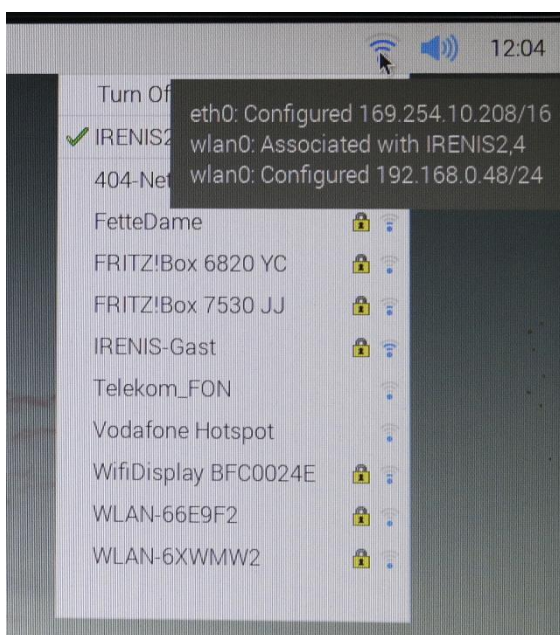 12:04
Turn Of
eth0: Configured 169.254.10.208/16
IRENIS2
wlan0: Associated with IRENIS2,4
404-Net
wlan0: Configured 192.168.0.48/24
FetteDame
FRITZ!Box 6820 YC
FRITZ!Box 7530 JJ
IRENIS-Gast
Telekom_FON
Vodafone Hotspot
WifiDisplay BFC0024E
WLAN-66E9F2
WLAN-6XWMW2